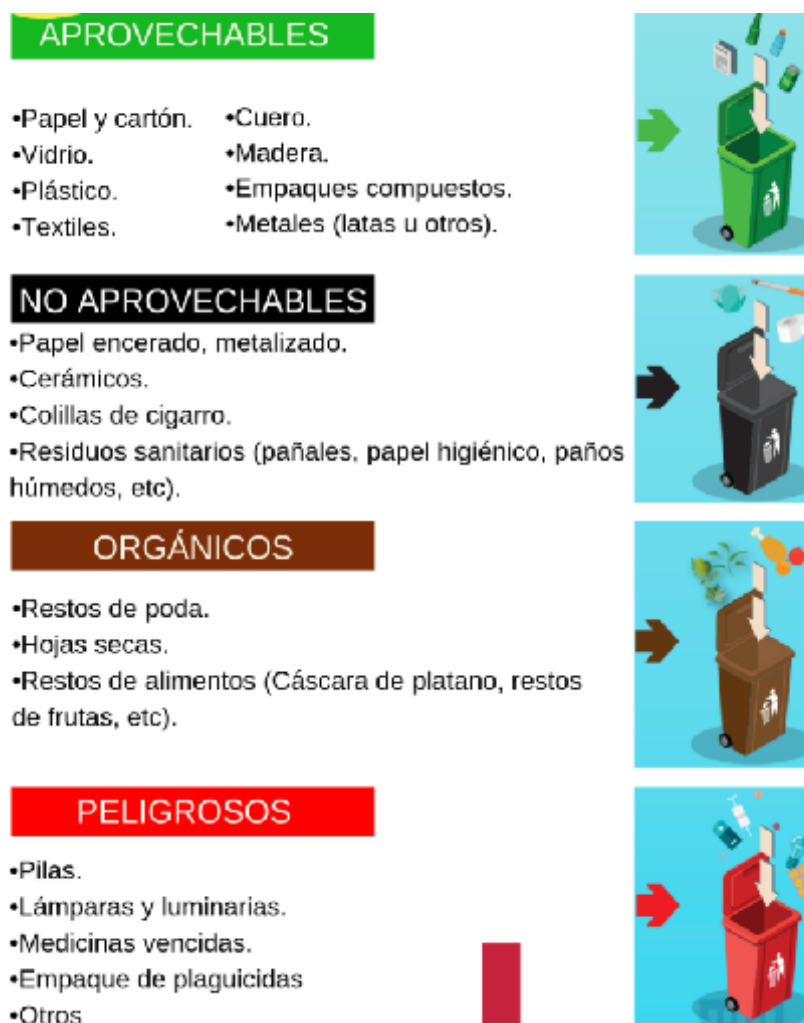 APROVECHABLES
•Papel y cartón. •Cuero.
•Vidrio. •Madera.
•Plástico. •Empaques compuestos.
•Textiles. •Metales (latas u otros).
NO APROVECHABLES
•Papel encerado, metalizado.
•Cerámicos.
•Colillas de cigarro.
•Residuos sanitarios (pañales, papel higiénico, paños
húmedos, etc).
ORGÁNICOS
•Restos de poda.
•Hojas secas.
•Restos de alimentos (Cáscara de platano, restos
de frutas, etc).
PELIGROSOS
•Pilas.
•Lámparas y luminarias.
•Medicinas vencidas.
•Empaque de plaguicidas
•Otros